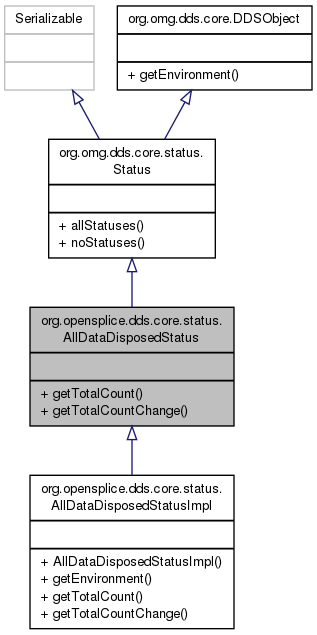 Serializable
org.omg.dds.core.DDSObject
+ getEnvironment()
org.omg.dds.core.status.
Status
+ allStatuses()
+ noStatuses()
org.opensplice.dds.core.status.
AllDataDisposedStatus
+ getTotalCount()
+ getTotalCountChange()
org.opensplice.dds.core.status.
AllDataDisposedStatusImpl
+ AllDataDisposedStatusImpl()
+ getEnvironment()
+ getTotalCount()
+ getTotalCountChange()